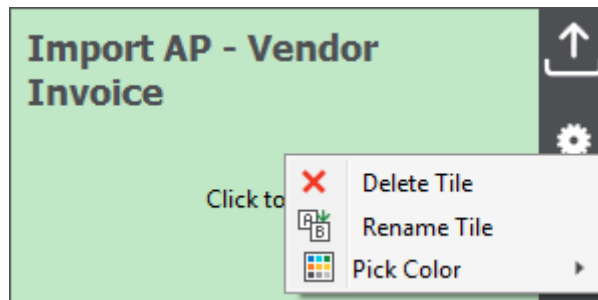 Import AP - Vendor
Invoice
Click to
Delete Tile
Rename Tile
Pick Color